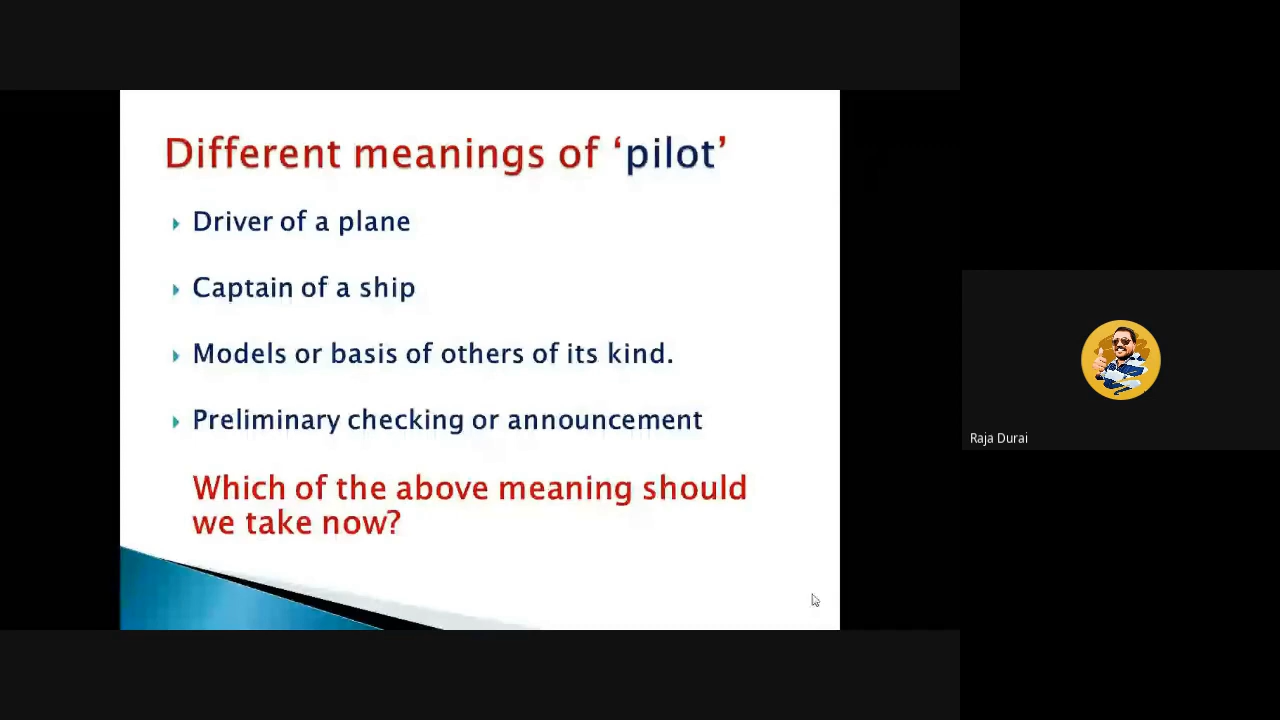 Different meanings of ‘pilot’
Driver of a plane
Captain of a ship
Models or basis of others of its kind.
Preliminary checking or announcement
Which of the above meaning should
we take now?
Raja Durai